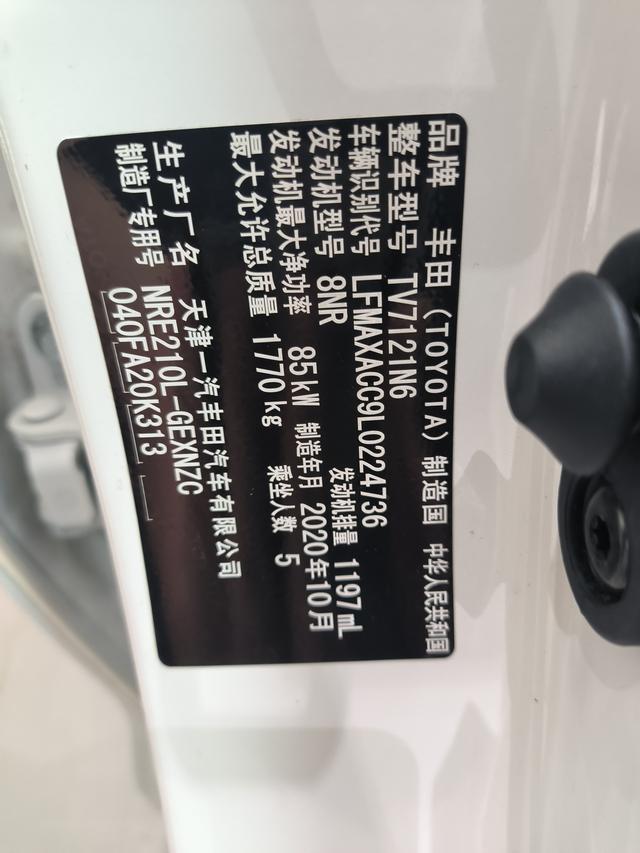 品牌 丰田（TOYOTA） 制造国 中华人民共和国
整车型号 TV7121N6
车辆识别代号 LFMAXACC9L0224736
发动机型号 8NR 发动机排量 1197mL
发动机最大净功率 85kW 制造年月 2020年10月
最大允许总质量 1770kg 乘坐人数 5
生产厂名 天津一汽丰田汽车有限公司
制造厂专用号 NRE210L-GEXNZC
040FA20K313